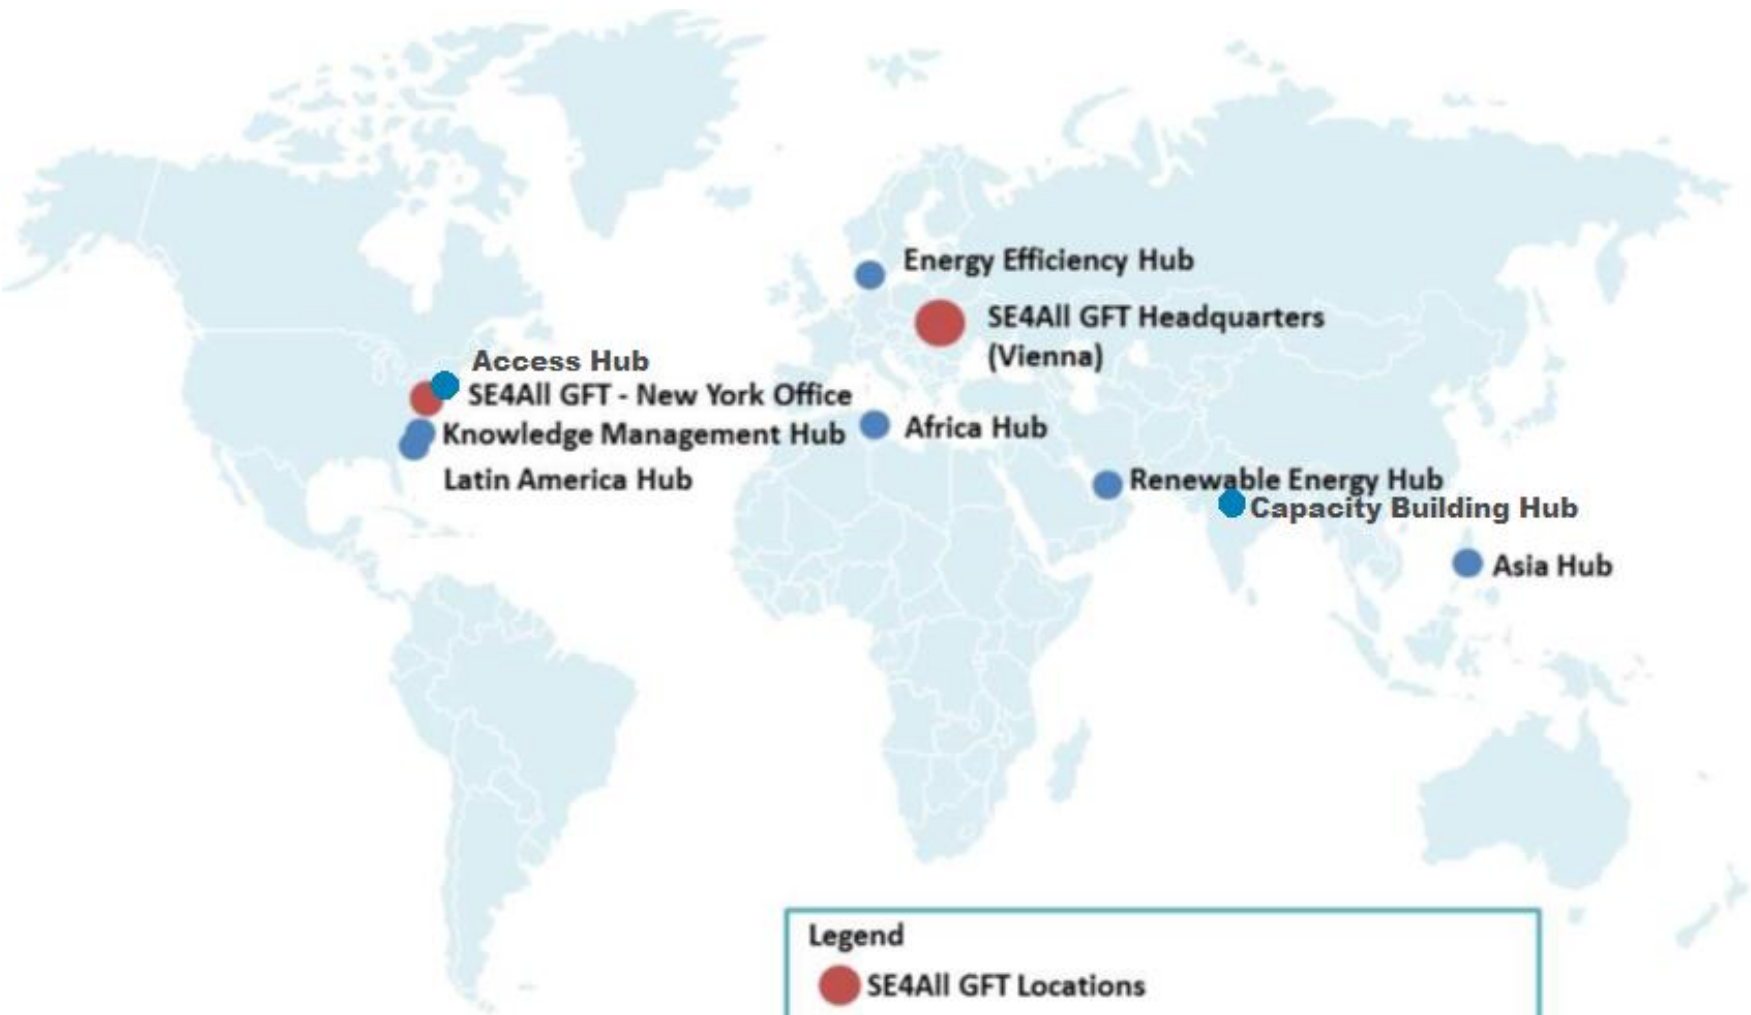 Energy Efficiency Hub
SE4All GFT Headquarters
(Vienna)
Access Hub
SE4All GFT - New York Office
Knowledge Management Hub
Africa Hub
Latin America Hub
Renewable Energy Hub
Capacity Building Hub
Asia Hub
Legend
SE4All GFT Locations